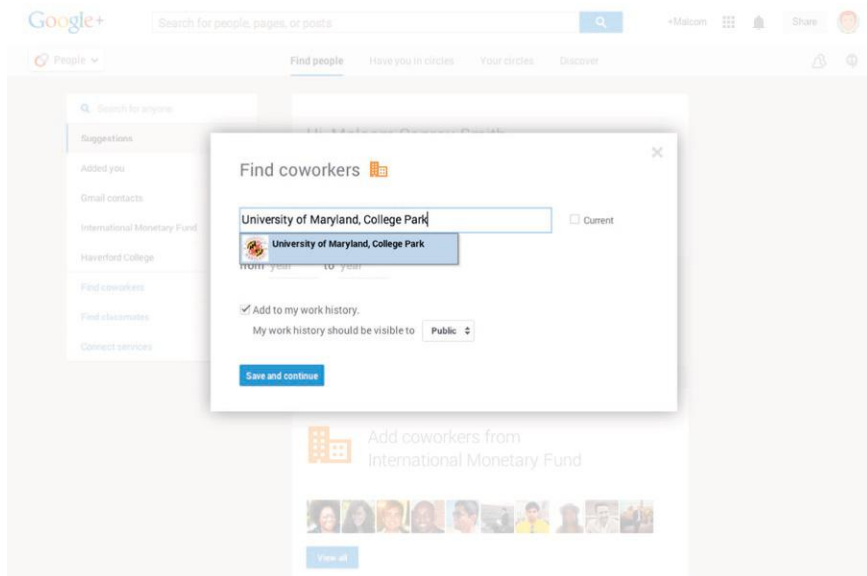 Google+ Search for people, pages, or posts +Malcom Share
People Find people Have you in circles Your circles Discover
Search for anyone
Suggestions
Added you
Gmail contacts
International Monetary Fund
Haverford College
Find coworkers
Find classmates
Connect services
Find coworkers
University of Maryland, College Park Current
University of Maryland, College Park
from year to year
Add to my work history.
My work history should be visible to Public
Save and continue
Add coworkers from
International Monetary Fund
View all